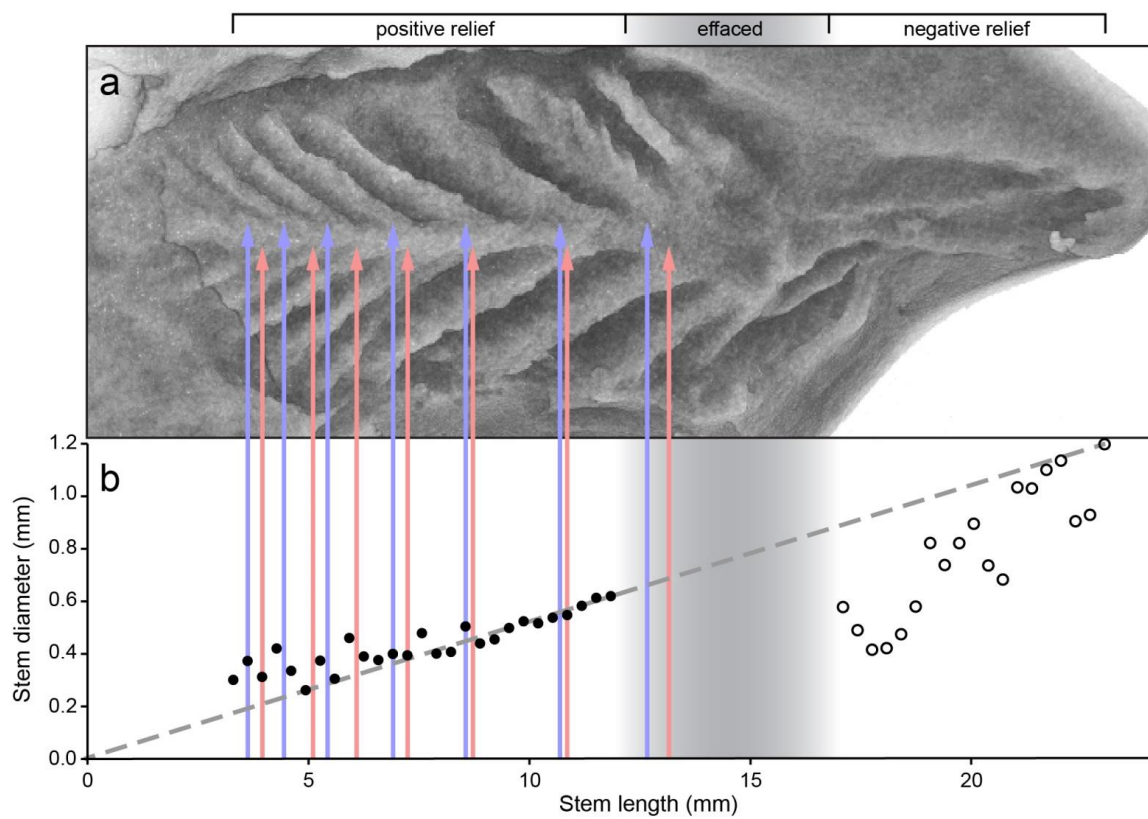 positive relief effaced negative relief
a
b
1.2
1.0
0.8
0.6
0.4
0.2
0.0
Stem diameter (mm)
0 5 10 15 20
Stem length (mm)